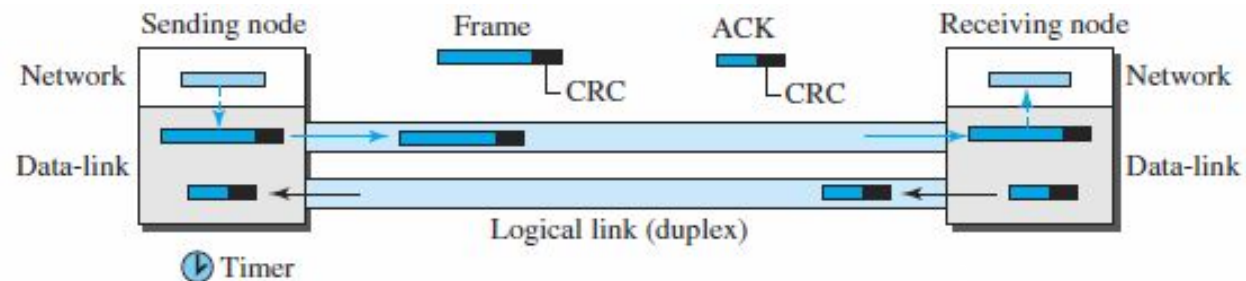 Sending node
Frame
ACK
Receiving node
Network
CRC
CRC
Network
Data-link
Data-link
Logical link (duplex)
Timer